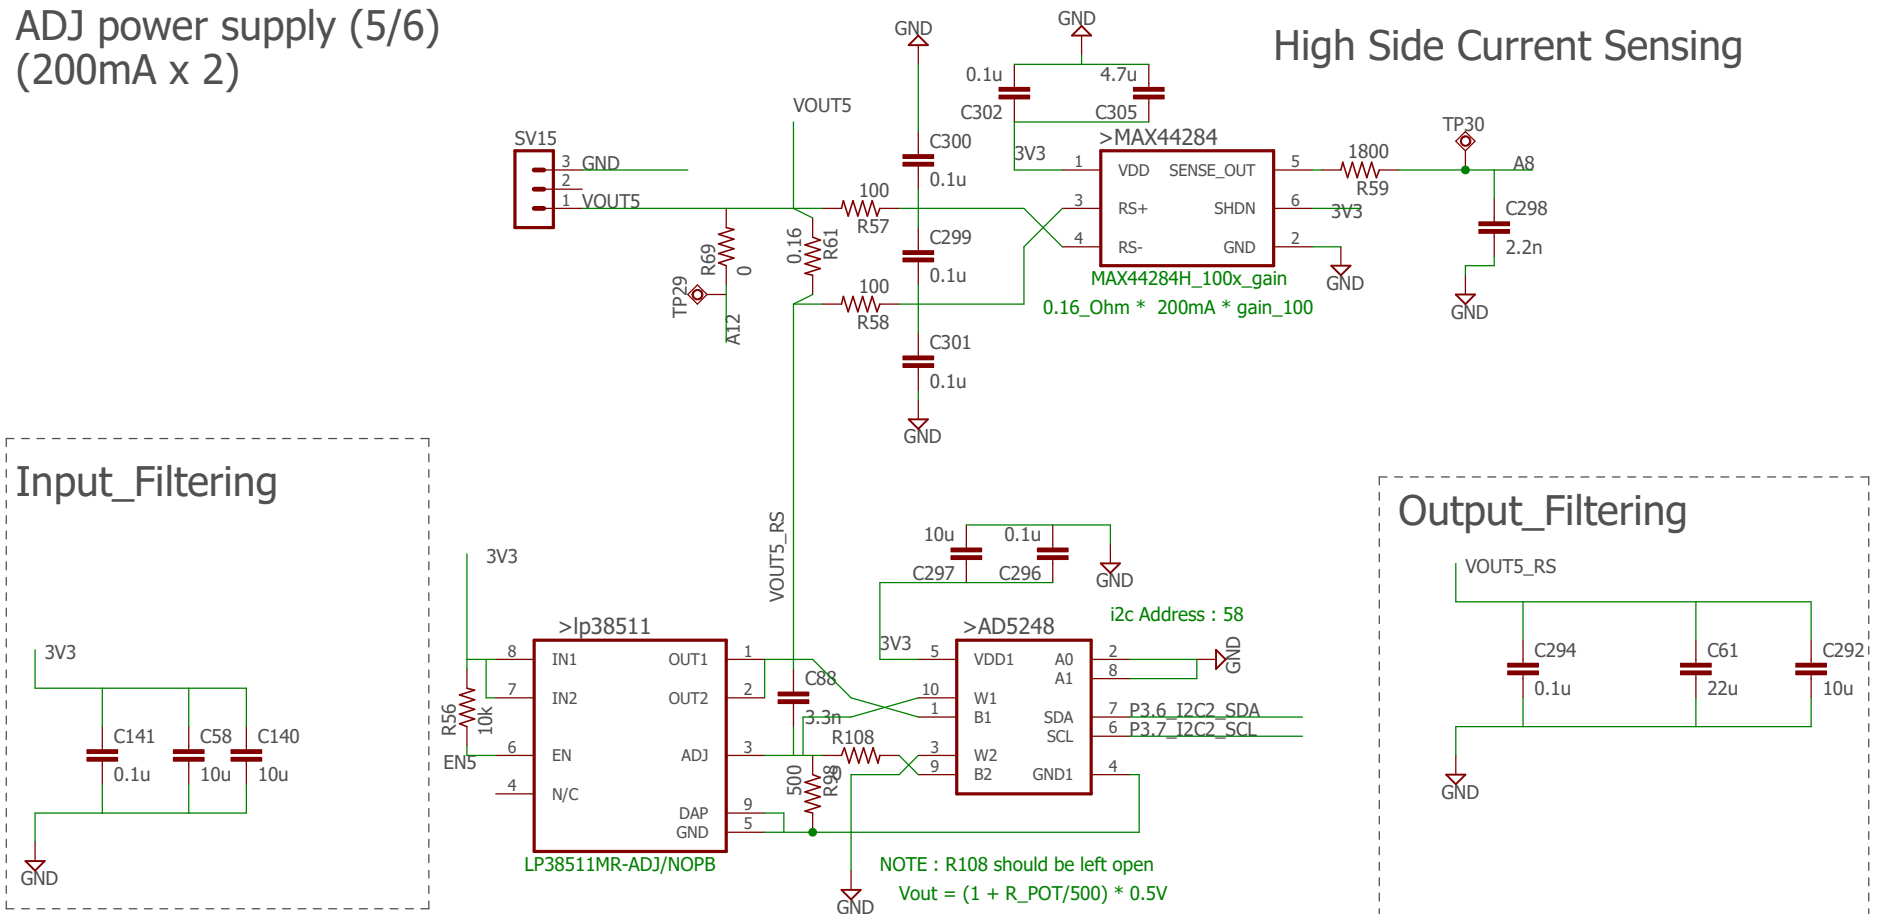 ADJ power supply (5/6)
(200mA x 2)
High Side Current Sensing
GND
GND
0.1u
4.7u
C302
C305
VOUT5
SV15
3 GND
2
1 VOUT5
C300
0.1u
3V3
>MAX44284
1 VDD
SENSE_OUT 5
3 RS+
SHDN 6
3V3
4 RS-
GND 2
GND
MAX44284H_100x_gain
0.16_Ohm * 200mA * gain_100
1800
R59
TP30
A8
C298
2.2n
GND
100
R57
R69
0
0.16
R61
C299
0.1u
TP29
A12
100
R58
C301
0.1u
GND
Input_Filtering
3V3
C141
0.1u
C58
10u
C140
10u
GND
VOUT5_RS
3V3
>lp38511
8 IN1
OUT1 1
7 IN2
OUT2 2
6 EN
ADJ 3
4 N/C
DAP 9
GND 5
LP38511MR-ADJ/NOPB
R56
10k
EN5
C88
3.3n
R108
0
500
R98
10u
0.1u
C297
C296
GND
i2c Address : 58
3V3
>AD5248
5 VDD1
A0 2
A1 8
GND
10 W1
1 B1
SDA 7 P3.6_I2C2_SDA
SCL 6 P3.7_I2C2_SCL
3 W2
9 B2
GND1 4
NOTE : R108 should be left open
Vout = (1 + R_POT/500) * 0.5V
GND
Output_Filtering
VOUT5_RS
C294
0.1u
C61
22u
C292
10u
GND